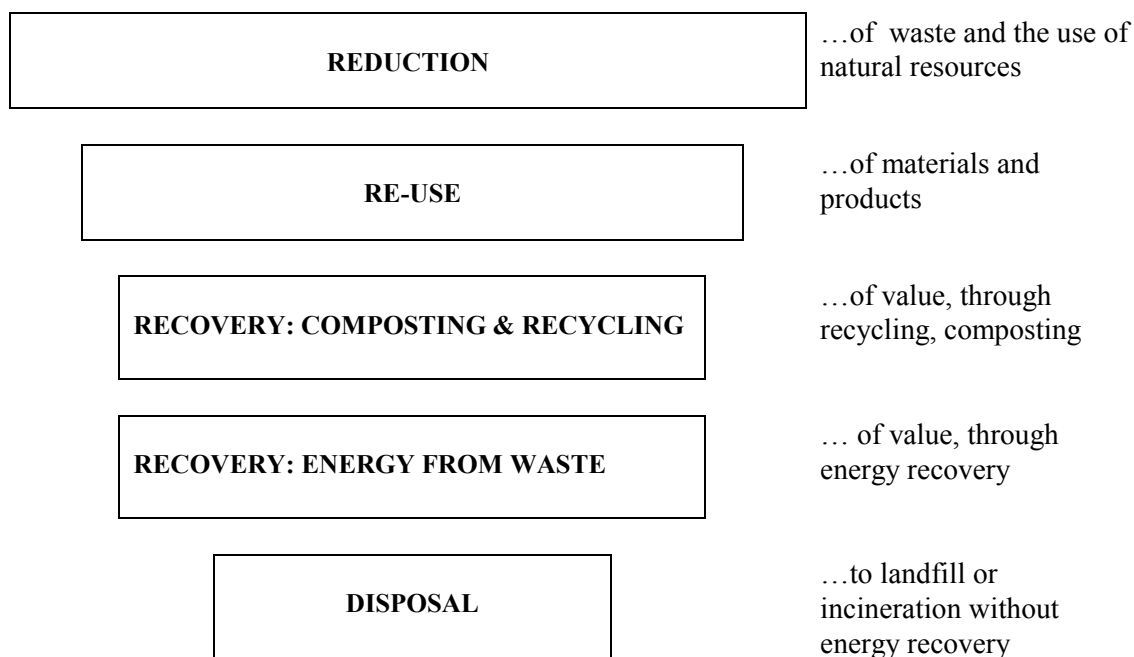 REDUCTION
…of waste and the use of
natural resources
RE-USE
…of materials and
products
RECOVERY: COMPOSTING & RECYCLING
…of value, through
recycling, composting
RECOVERY: ENERGY FROM WASTE
… of value, through
energy recovery
DISPOSAL
…to landfill or
incineration without
energy recovery